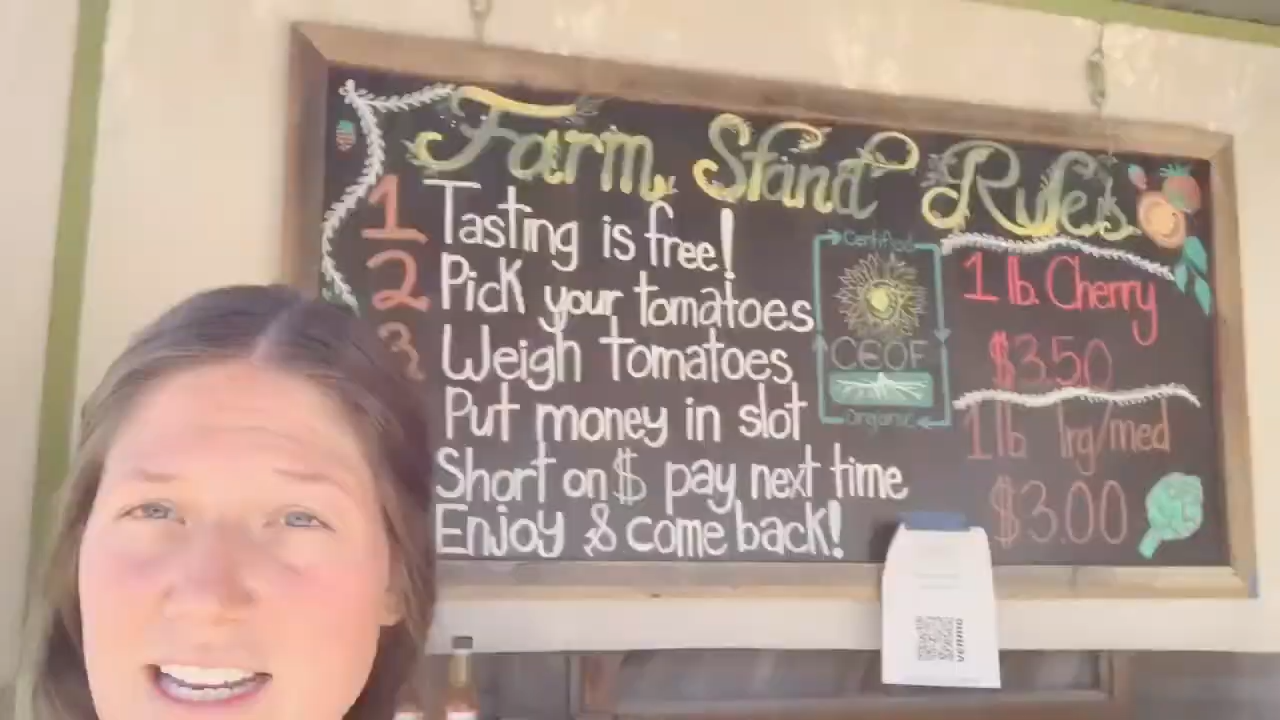 Farm Stand Rules
1 Tasting is free!
2 Pick your tomatoes
3 Weigh tomatoes
Put money in slot
Short on $ pay next time
Enjoy & come back!
Certified
CCOF
Organic
1 lb. Cherry
$3.50
1 lb lrg/med
$3.00
venmo